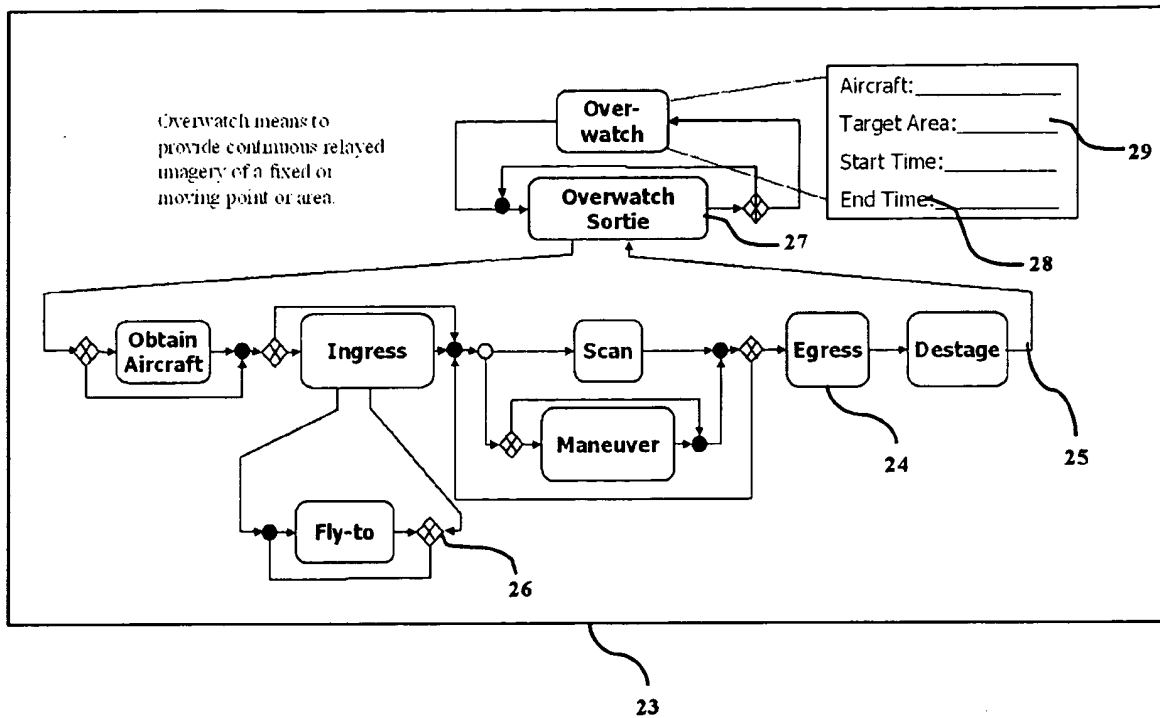 Overwatch means to
provide continuous relayed
imagery of a fixed or
moving point or area.
Over-
watch
Aircraft:
Target Area:
Start Time:
End Time:
29
28
Overwatch
Sortie
27
Obtain
Aircraft
Ingress
Scan
Egress
Destage
Maneuver
24
25
Fly-to
26
23